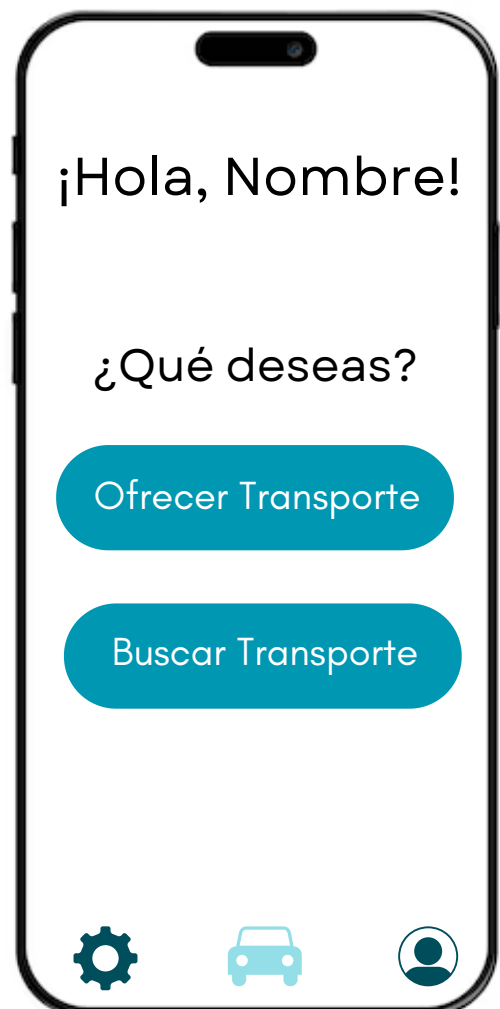 ¡Hola, Nombre!
¿Qué deseas?
Ofrecer Transporte
Buscar Transporte